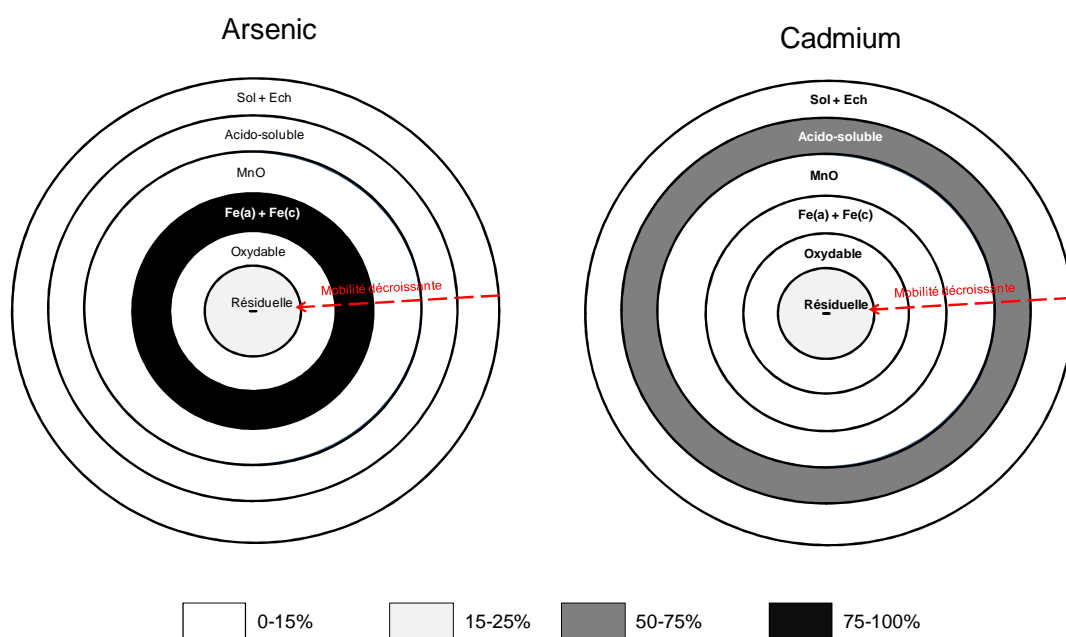 Arsenic
Sol + Ech
Acido-soluble
MnO
Fe(a) + Fe(c)
Oxydable
Résiduelle
Mobilité décroissante
Cadmium
Sol + Ech
Acido-soluble
MnO
Fe(a) + Fe(c)
Oxydable
Résiduelle
Mobilité décroissante
0-15%
15-25%
50-75%
75-100%